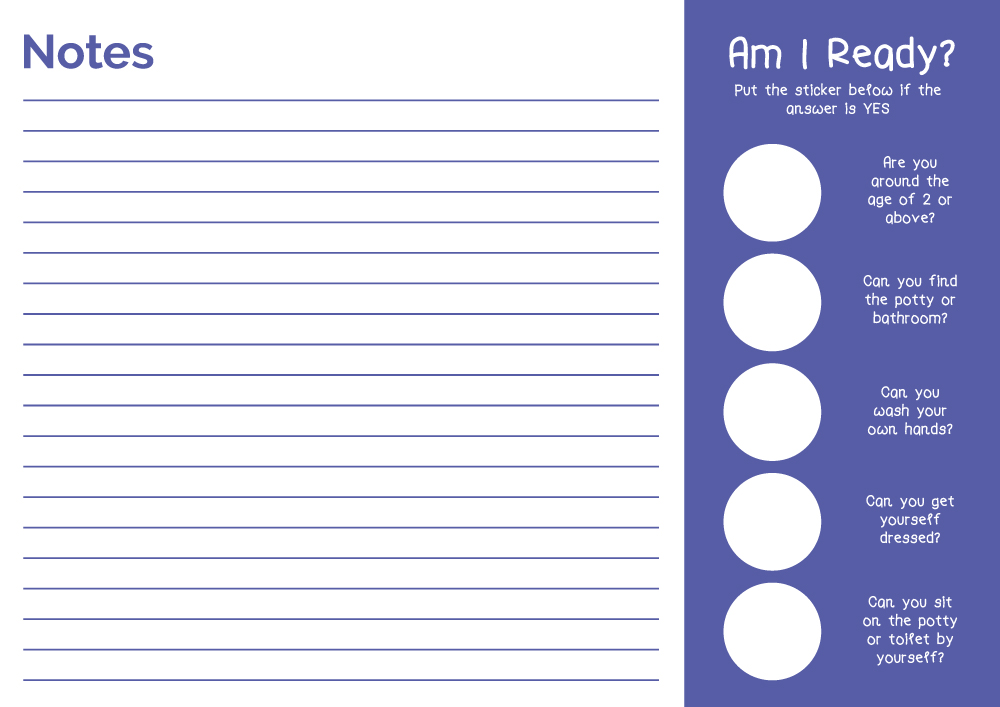 Notes
Am I Ready?
Put the sticker below if the
answer is YES
Are you
around the
age of 2 or
above?
Can you find
the potty or
bathroom?
Can you
wash your
own hands?
Can you get
yourself
dressed?
Can you sit
on the potty
or toilet by
yourself?